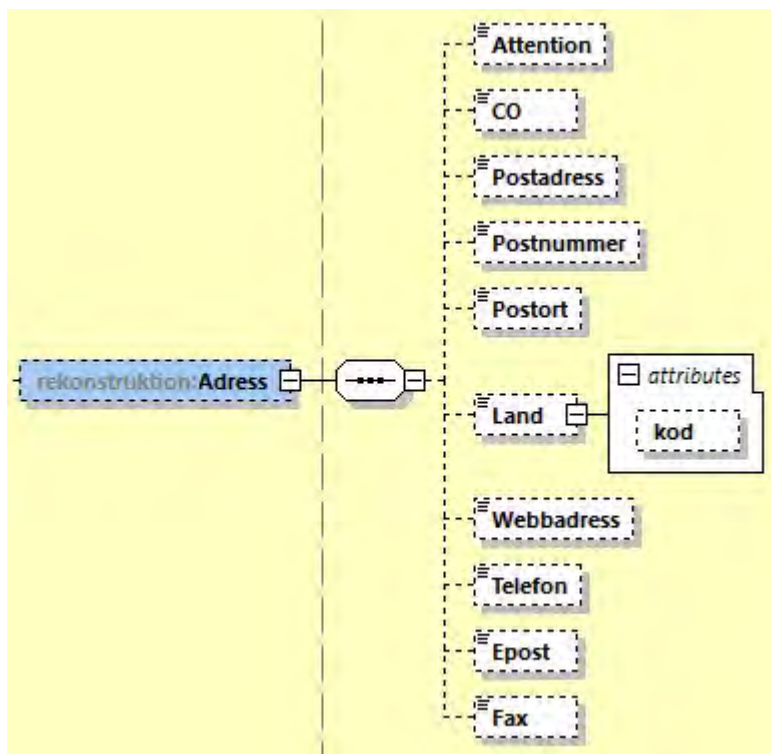 Attention
CO
Postadress
Postnummer
Postort
rekonstruktion:Adress
attributes
Land
kod
Webbadress
Telefon
Epost
Fax